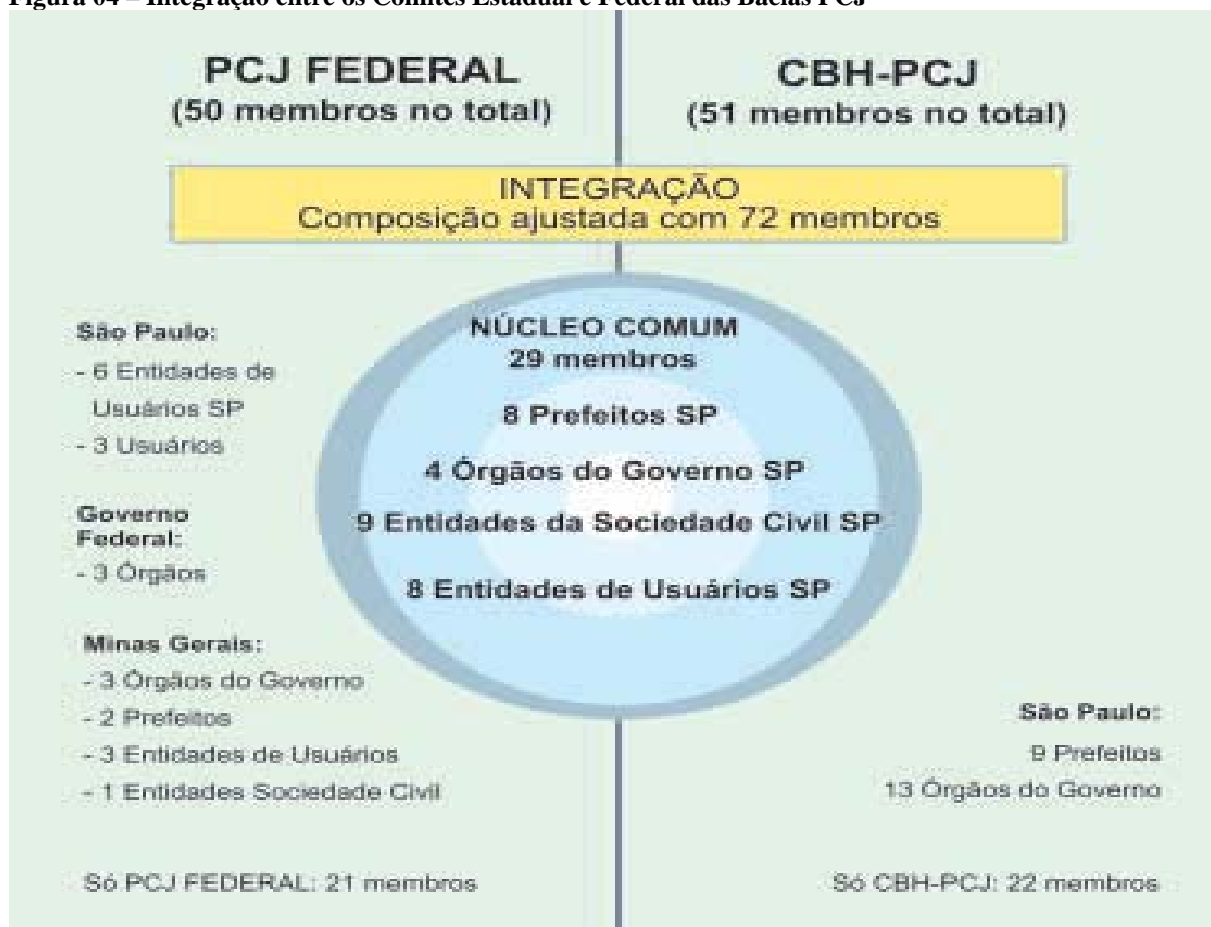 Figura 04 – Integração entre os Comitês Estadual e Federal das Bacias PCJ
PCJ FEDERAL
(50 membros no total)
CBH-PCJ
(51 membros no total)
INTEGRAÇÃO
Composição ajustada com 72 membros
São Paulo:
- 6 Entidades de
Usuários SP
- 3 Usuários
Governo
Federal:
- 3 Órgãos
Minas Gerais:
- 3 Órgãos do Governo
- 2 Prefeitos
- 3 Entidades de Usuários
- 1 Entidades Sociedade Civil
Só PCJ FEDERAL: 21 membros
NÚCLEO COMUM
29 membros
8 Prefeitos SP
4 Órgãos do Governo SP
9 Entidades da Sociedade Civil SP
8 Entidades de Usuários SP
São Paulo:
9 Prefeitos
13 Órgãos do Governo
Só CBH-PCJ: 22 membros